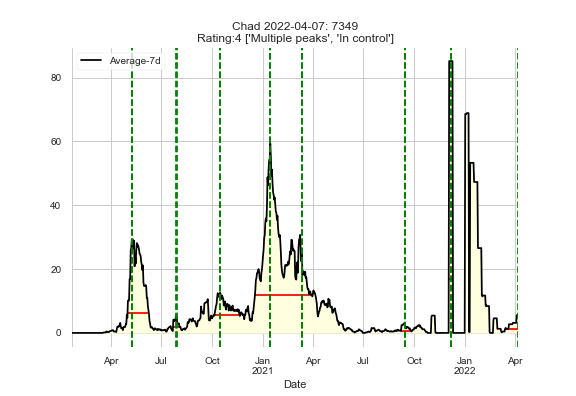 Chad 2022-04-07: 7349
Rating:4 ['Multiple peaks', 'In control']
Average-7d
80
60
40
20
0
Apr Jul Oct Jan Apr Jul Oct Jan Apr
2021 2022
Date